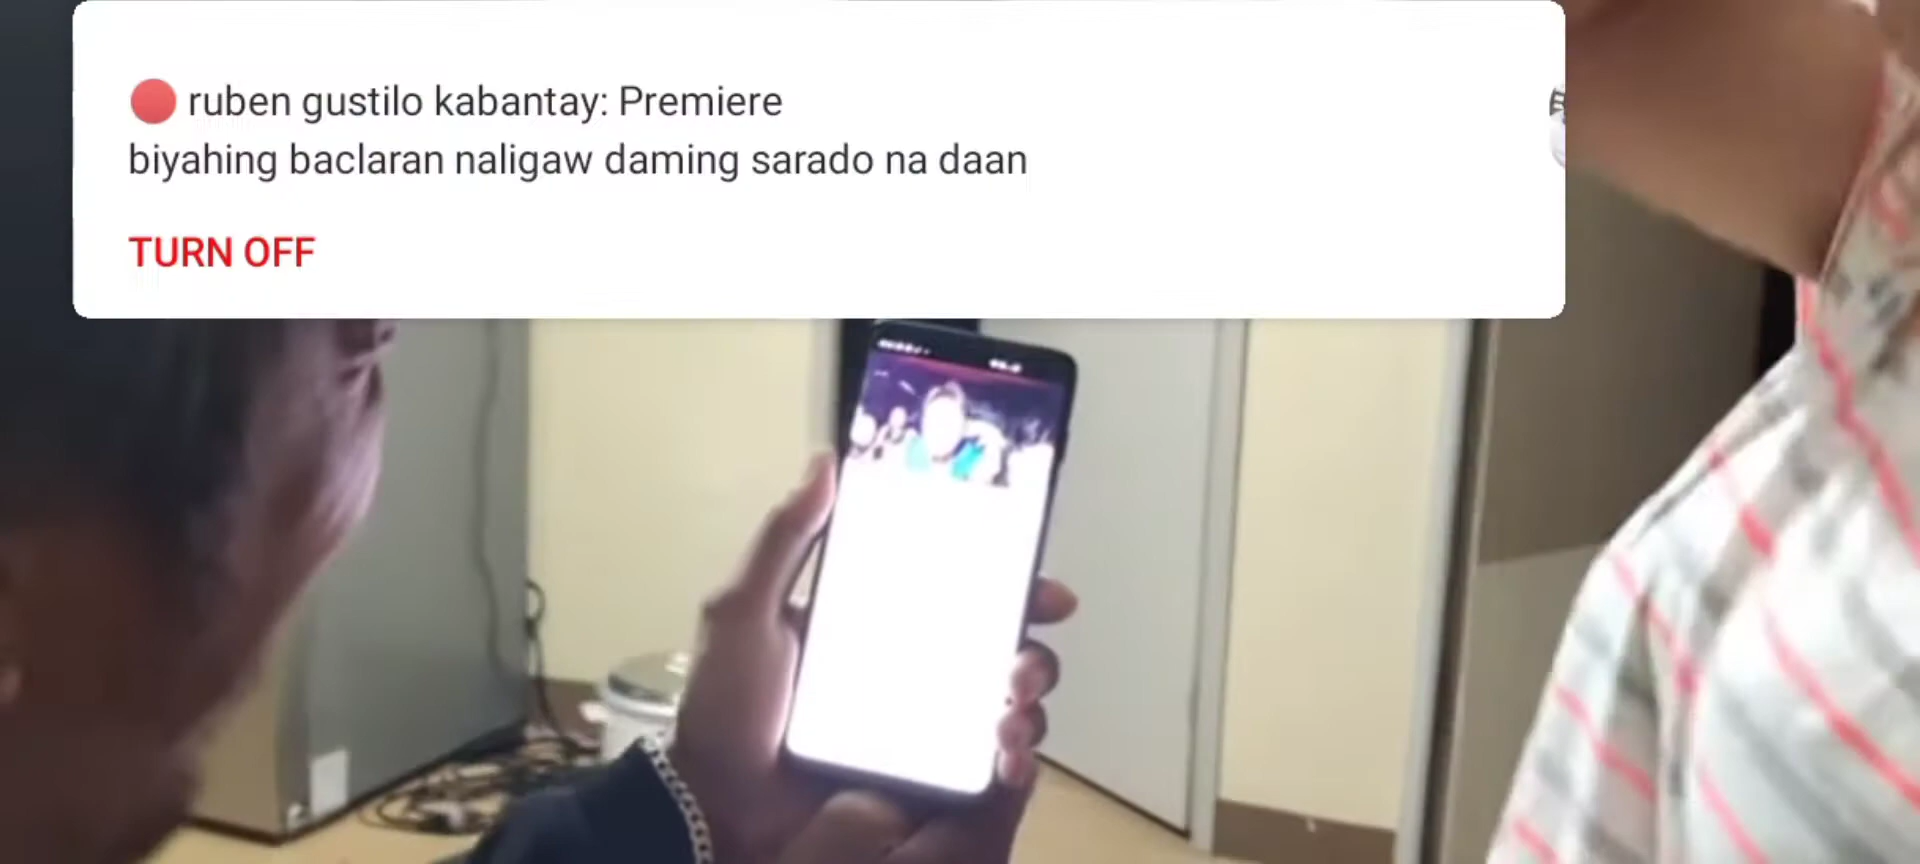 🔴 ruben gustilo kabantay: Premiere
biyahing baclaran naligaw daming sarado na daan
TURN OFF